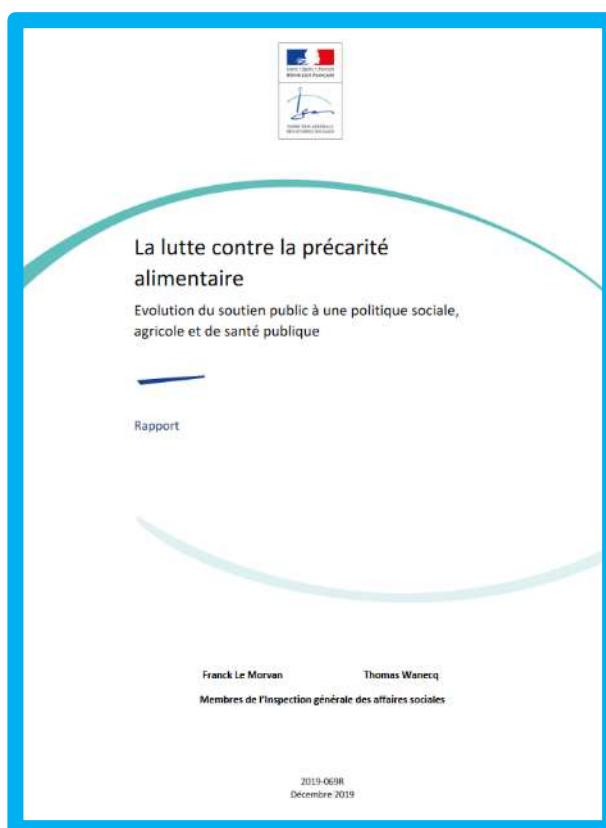 La lutte contre la précarité
alimentaire
Evolution du soutien public à une politique sociale,
agricole et de santé publique
Rapport
Franck Le Morvan Thomas Wanecq
Membres de l'Inspection générale des affaires sociales
2019-069R
Décembre 2019